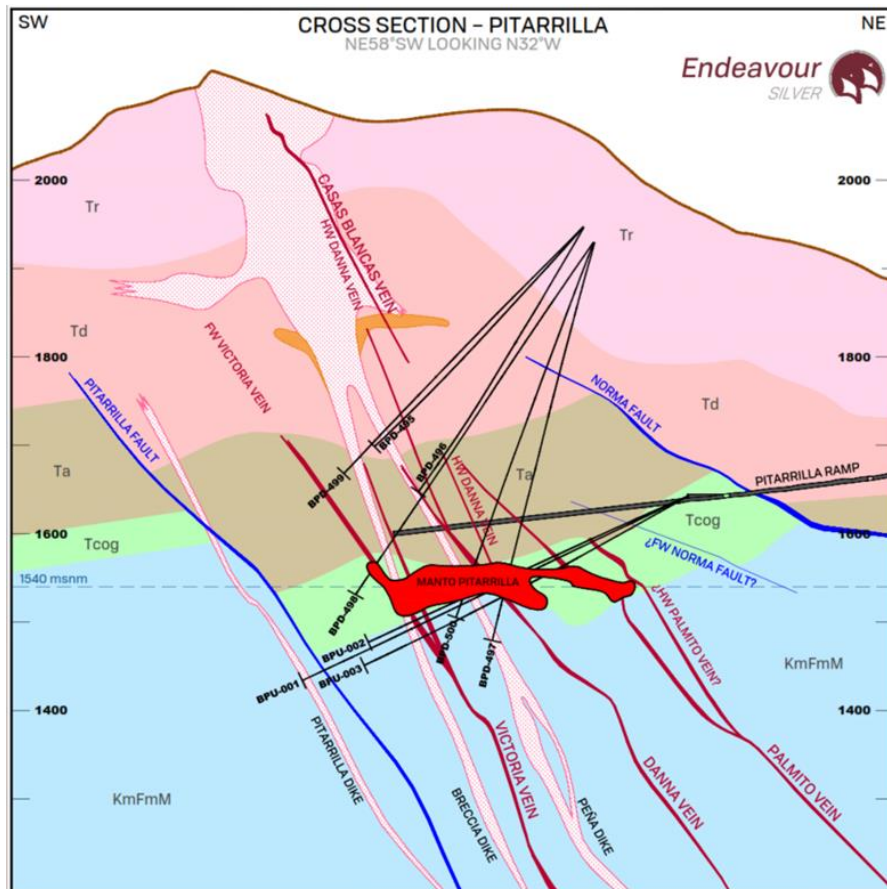 SW
CROSS SECTION – PITARRILLA
NE
NE58°SW LOOKING N32°W
Endeavour
SILVER
2000
2000
Tr
Tr
CASAS BLANCAS VEIN
HW DANNA VEIN
1800
1800
Td
Td
FW VICTORIA VEIN
PITARRILLA FAULT
NORMA FAULT
BPD-495
BPD-496
BPD-499
HW DANNA VEIN
Ta
Ta
PITARRILLA RAMP
1600
1600
Tcog
Tcog
¿FW NORMA FAULT?
1540 msnm
MANTO PITARRILLA
¿HW PALMITO VEIN?
BPD-498
BPU-002
BPD-500
BPD-497
BPU-003
BPU-001
KmFmM
1400
1400
PITARRILLA DIKE
VICTORIA VEIN
PALMITO VEIN
DANNA VEIN
KmFmM
BRECCIA DIKE
PEÑA DIKE